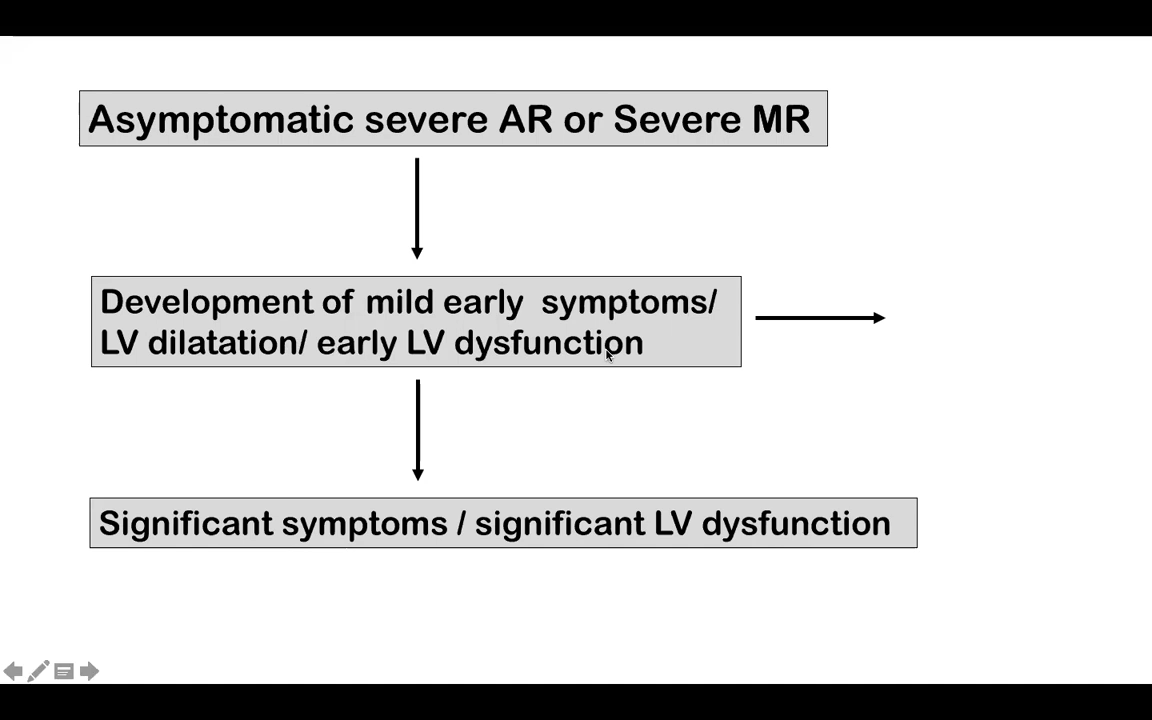 Asymptomatic severe AR or Severe MR
Development of mild early symptoms/
LV dilatation/ early LV dysfunction
Significant symptoms / significant LV dysfunction